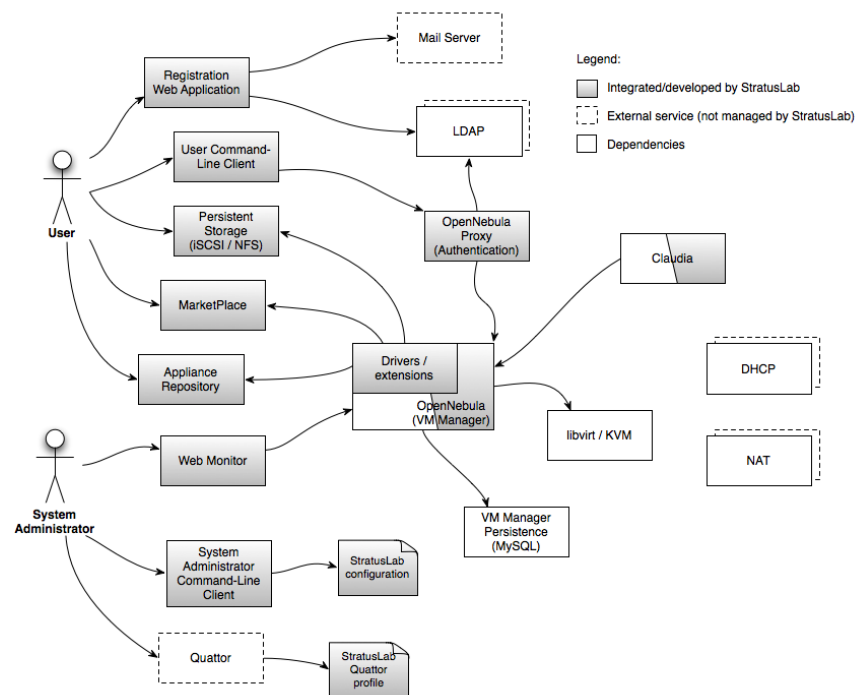 Mail Server
Legend:
Registration
Web Application
Integrated/developed by StratusLab
External service (not managed by StratusLab)
LDAP
Dependencies
User Command-
Line Client
User
Persistent
Storage
(iSCSI / NFS)
OpenNebula
Proxy
(Authentication)
Claudia
MarketPlace
Appliance
Repository
Drivers /
extensions
OpenNebula
(VM Manager)
DHCP
libvirt / KVM
Web Monitor
NAT
System
Administrator
VM Manager
Persistence
(MySQL)
System
Administrator
Command-Line
Client
StratusLab
configuration
Quattor
StratusLab
Quattor
profile